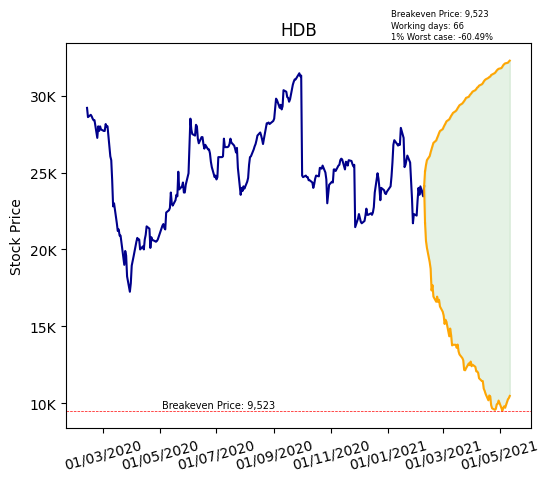 Breakeven Price: 9,523
Working days: 66
1% Worst case: -60.49%
HDB
Stock Price
30K
25K
20K
15K
10K
Breakeven Price: 9,523
01/03/2020 01/05/2020 01/07/2020 01/09/2020 01/11/2020 01/01/2021 01/03/2021 01/05/2021